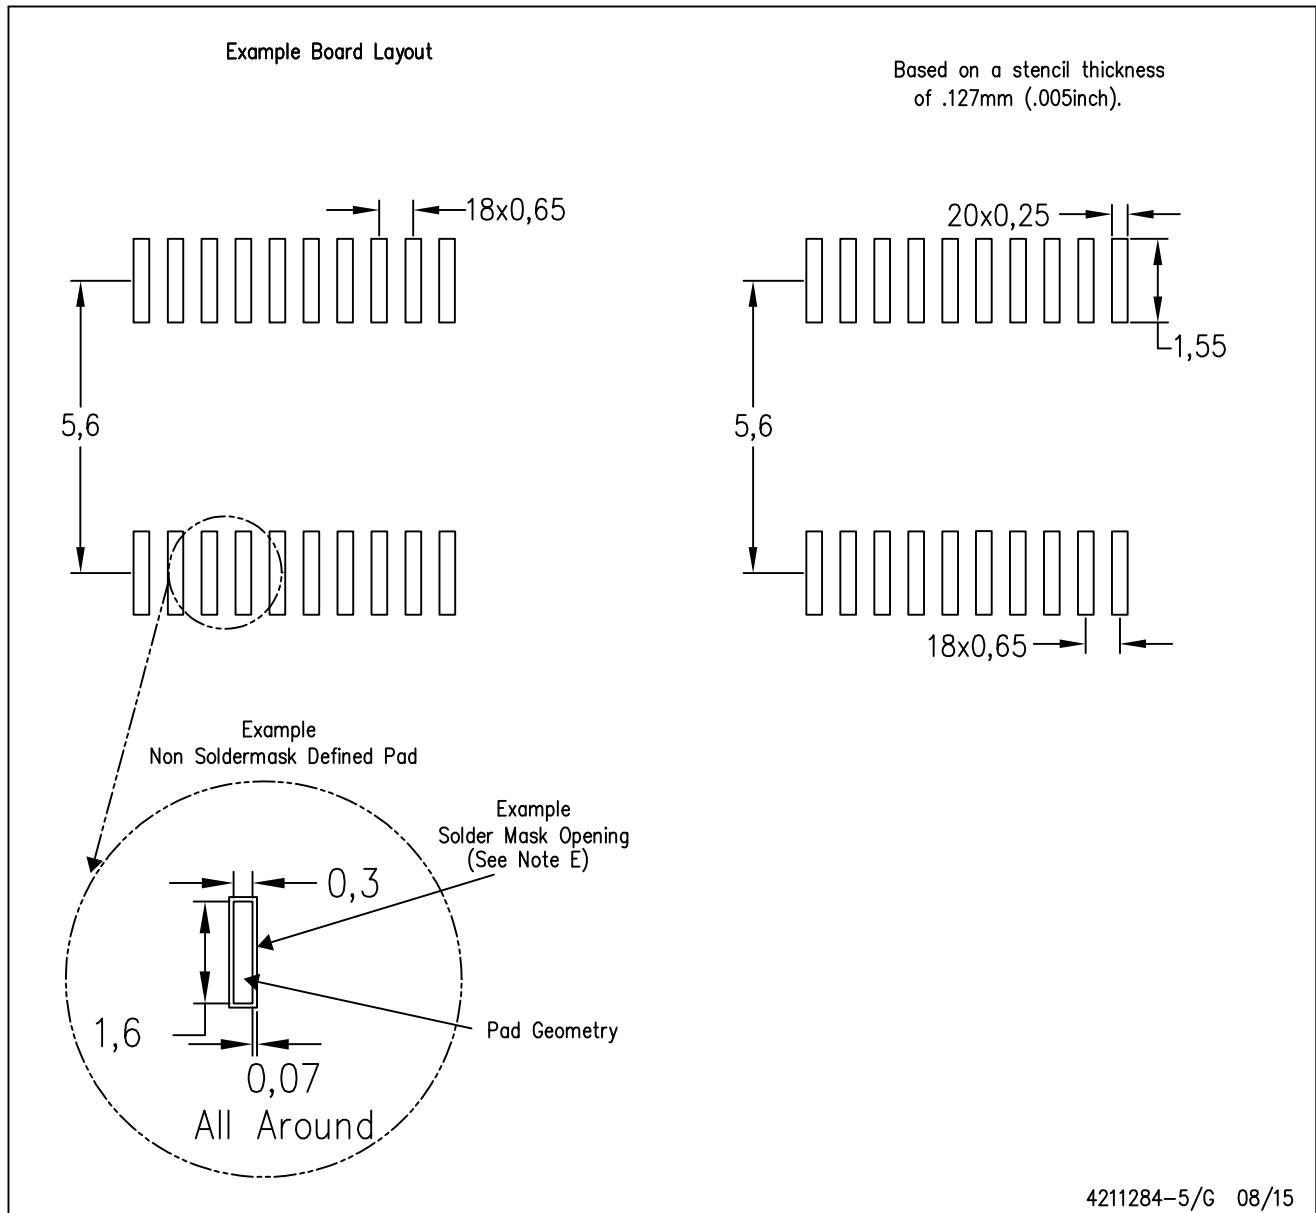 Example Board Layout
Based on a stencil thickness
of .127mm (.005inch).
18x0,65
20x0,25
1,55
5,6
5,6
18x0,65
Example
Non Soldermask Defined Pad
Example
Solder Mask Opening
(See Note E)
0,3
1,6
Pad Geometry
0,07
All Around
4211284-5/G 08/15